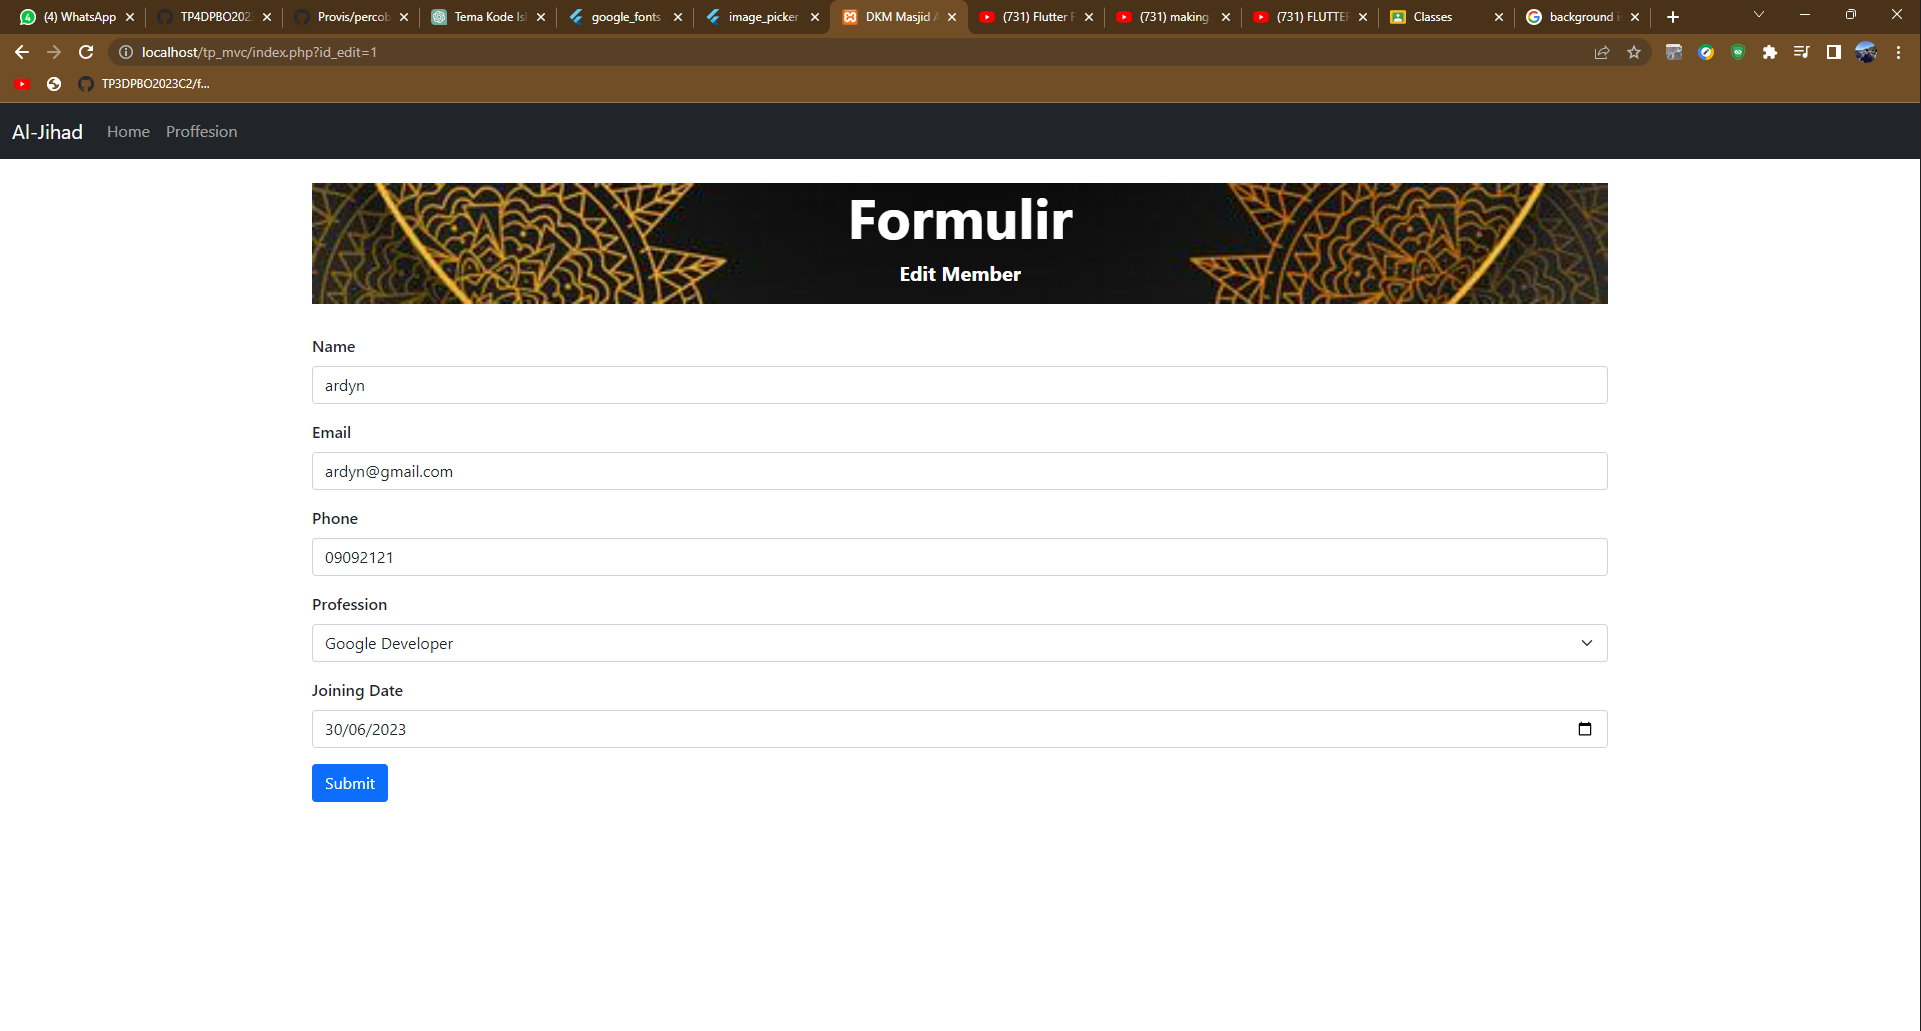 (4) WhatsApp
TP4DPBO202
Provis/percob
Tema Kode Isl
google_fonts
image_picker
DKM Masjid A
(731) Flutter F
(731) making
(731) FLUTTER
Classes
background i
localhost/tp_mvc/index.php?id_edit=1
TP3DPBO2023C2/f...
Al-Jihad Home Proffesion
Formulir
Edit Member
Name
ardyn
Email
ardyn@gmail.com
Phone
09092121
Profession
Google Developer
Joining Date
30/06/2023
Submit